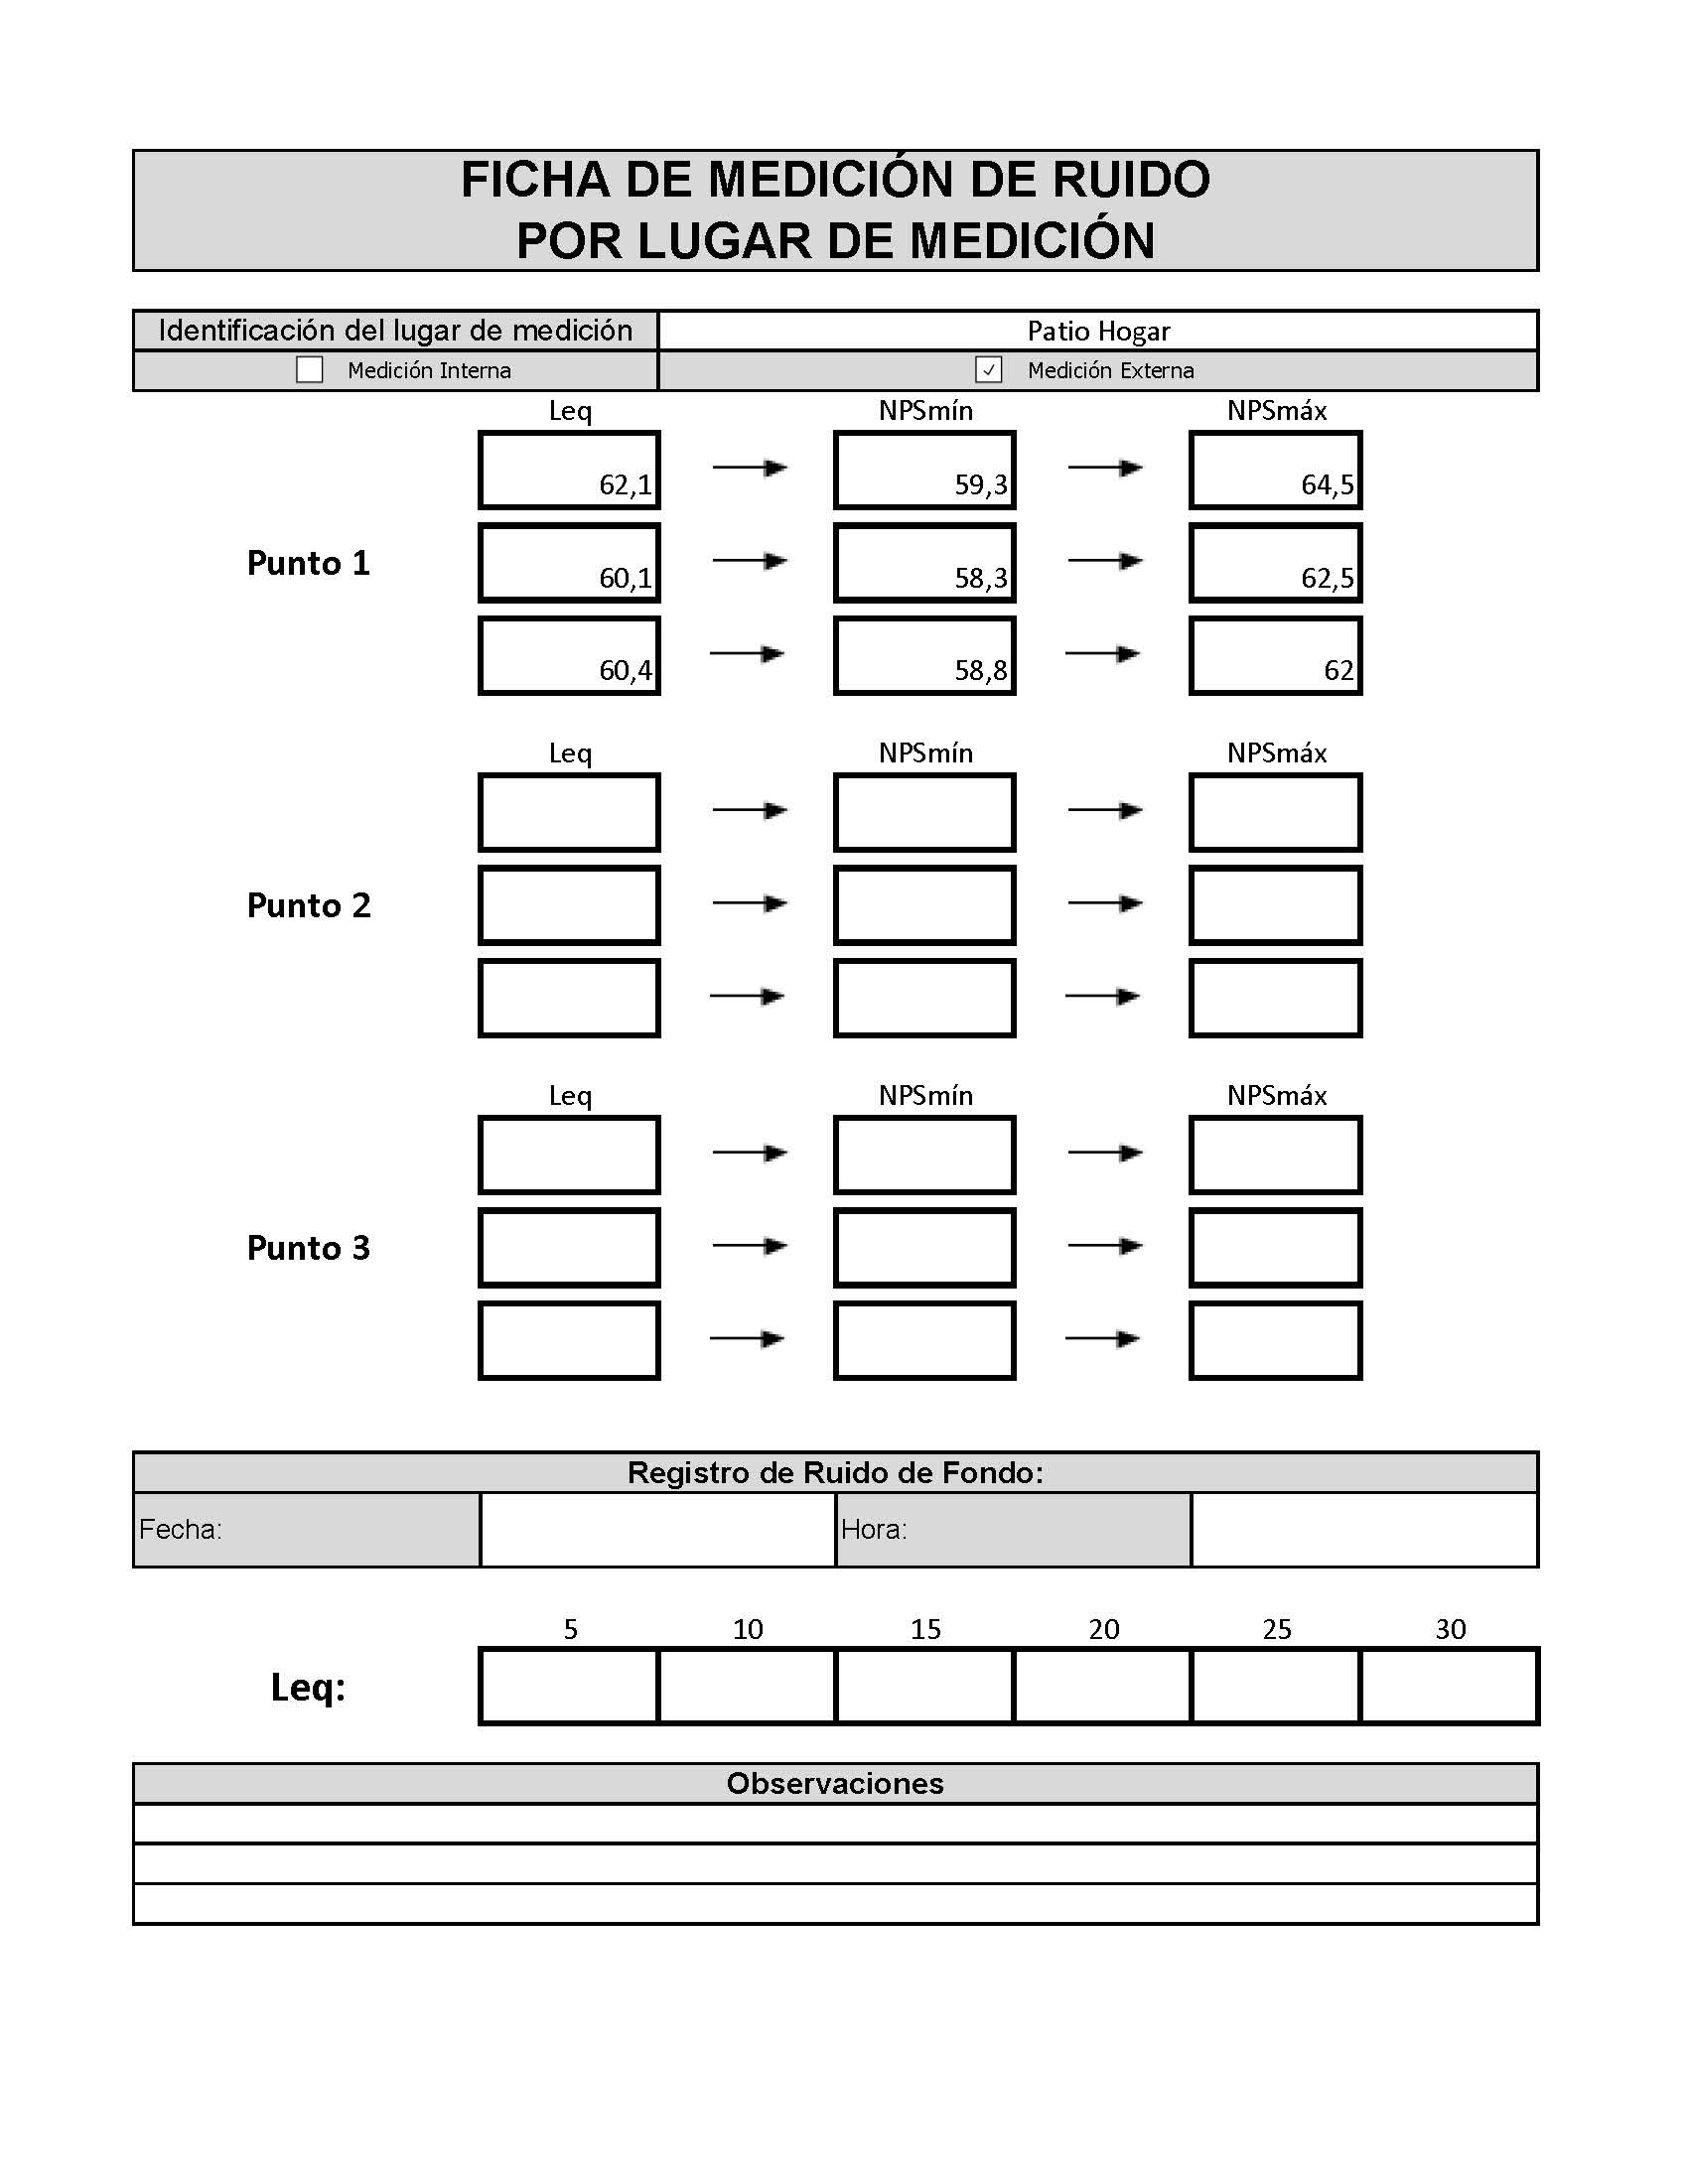 FICHA DE MEDICIÓN DE RUIDO
POR LUGAR DE MEDICIÓN
Identificación del lugar de medición Patio Hogar
Medición Interna ✓ Medición Externa
Leq NPSmín NPSmáx
62,1 59,3 64,5
Punto 1 60,1 58,3 62,5
60,4 58,8 62
Leq NPSmín NPSmáx
Punto 2
Leq NPSmín NPSmáx
Punto 3
Registro de Ruido de Fondo:
Fecha: Hora:
5 10 15 20 25 30
Leq:
Observaciones